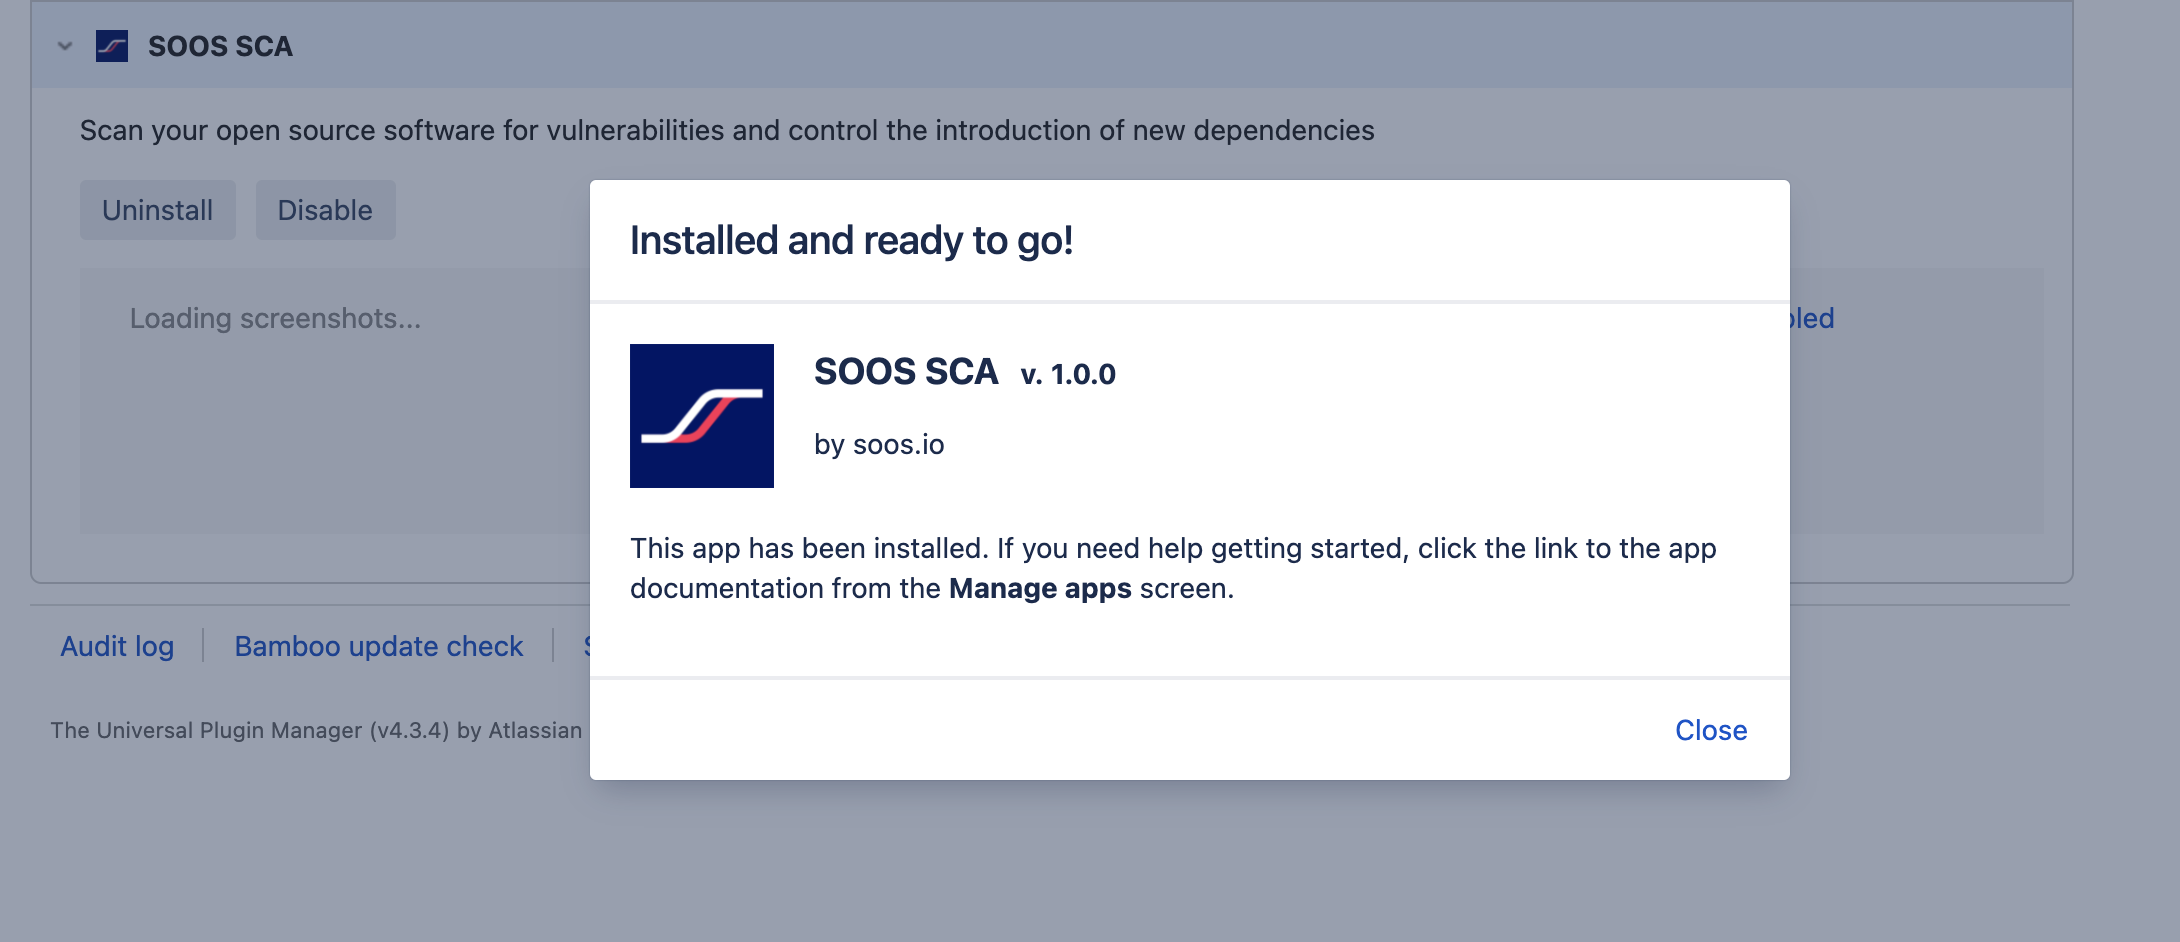 SOOS SCA
Scan your open source software for vulnerabilities and control the introduction of new dependencies
Uninstall
Disable
Loading screenshots...
Installed and ready to go!
SOOS SCA v. 1.0.0
by soos.io
This app has been installed. If you need help getting started, click the link to the app
documentation from the Manage apps screen.
Close
Audit log
Bamboo update check
The Universal Plugin Manager (v4.3.4) by Atlassian